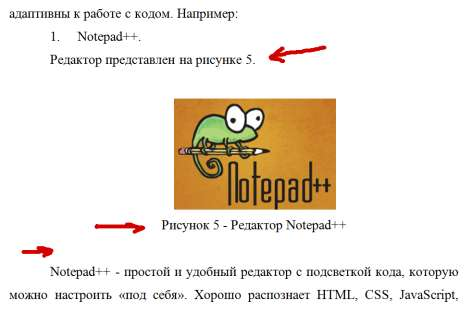 адаптивны к работе с кодом. Например:
1. Notepad++.
Редактор представлен на рисунке 5.
Notepad++
Рисунок 5 - Редактор Notepad++
Notepad++ - простой и удобный редактор с подсветкой кода, которую
можно настроить «под себя». Хорошо распознает HTML, CSS, JavaScript,